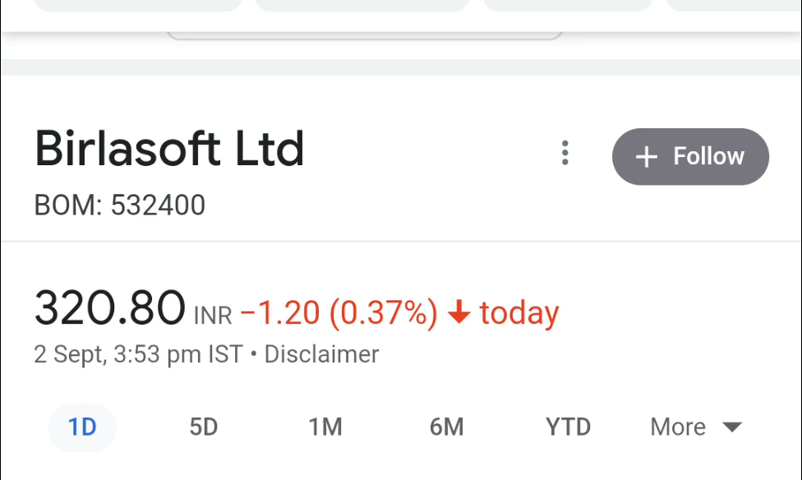 Birlasoft Ltd
+ Follow
BOM: 532400
320.80 INR −1.20 (0.37%) ↓ today
2 Sept, 3:53 pm IST • Disclaimer
1D 5D 1M 6M YTD More